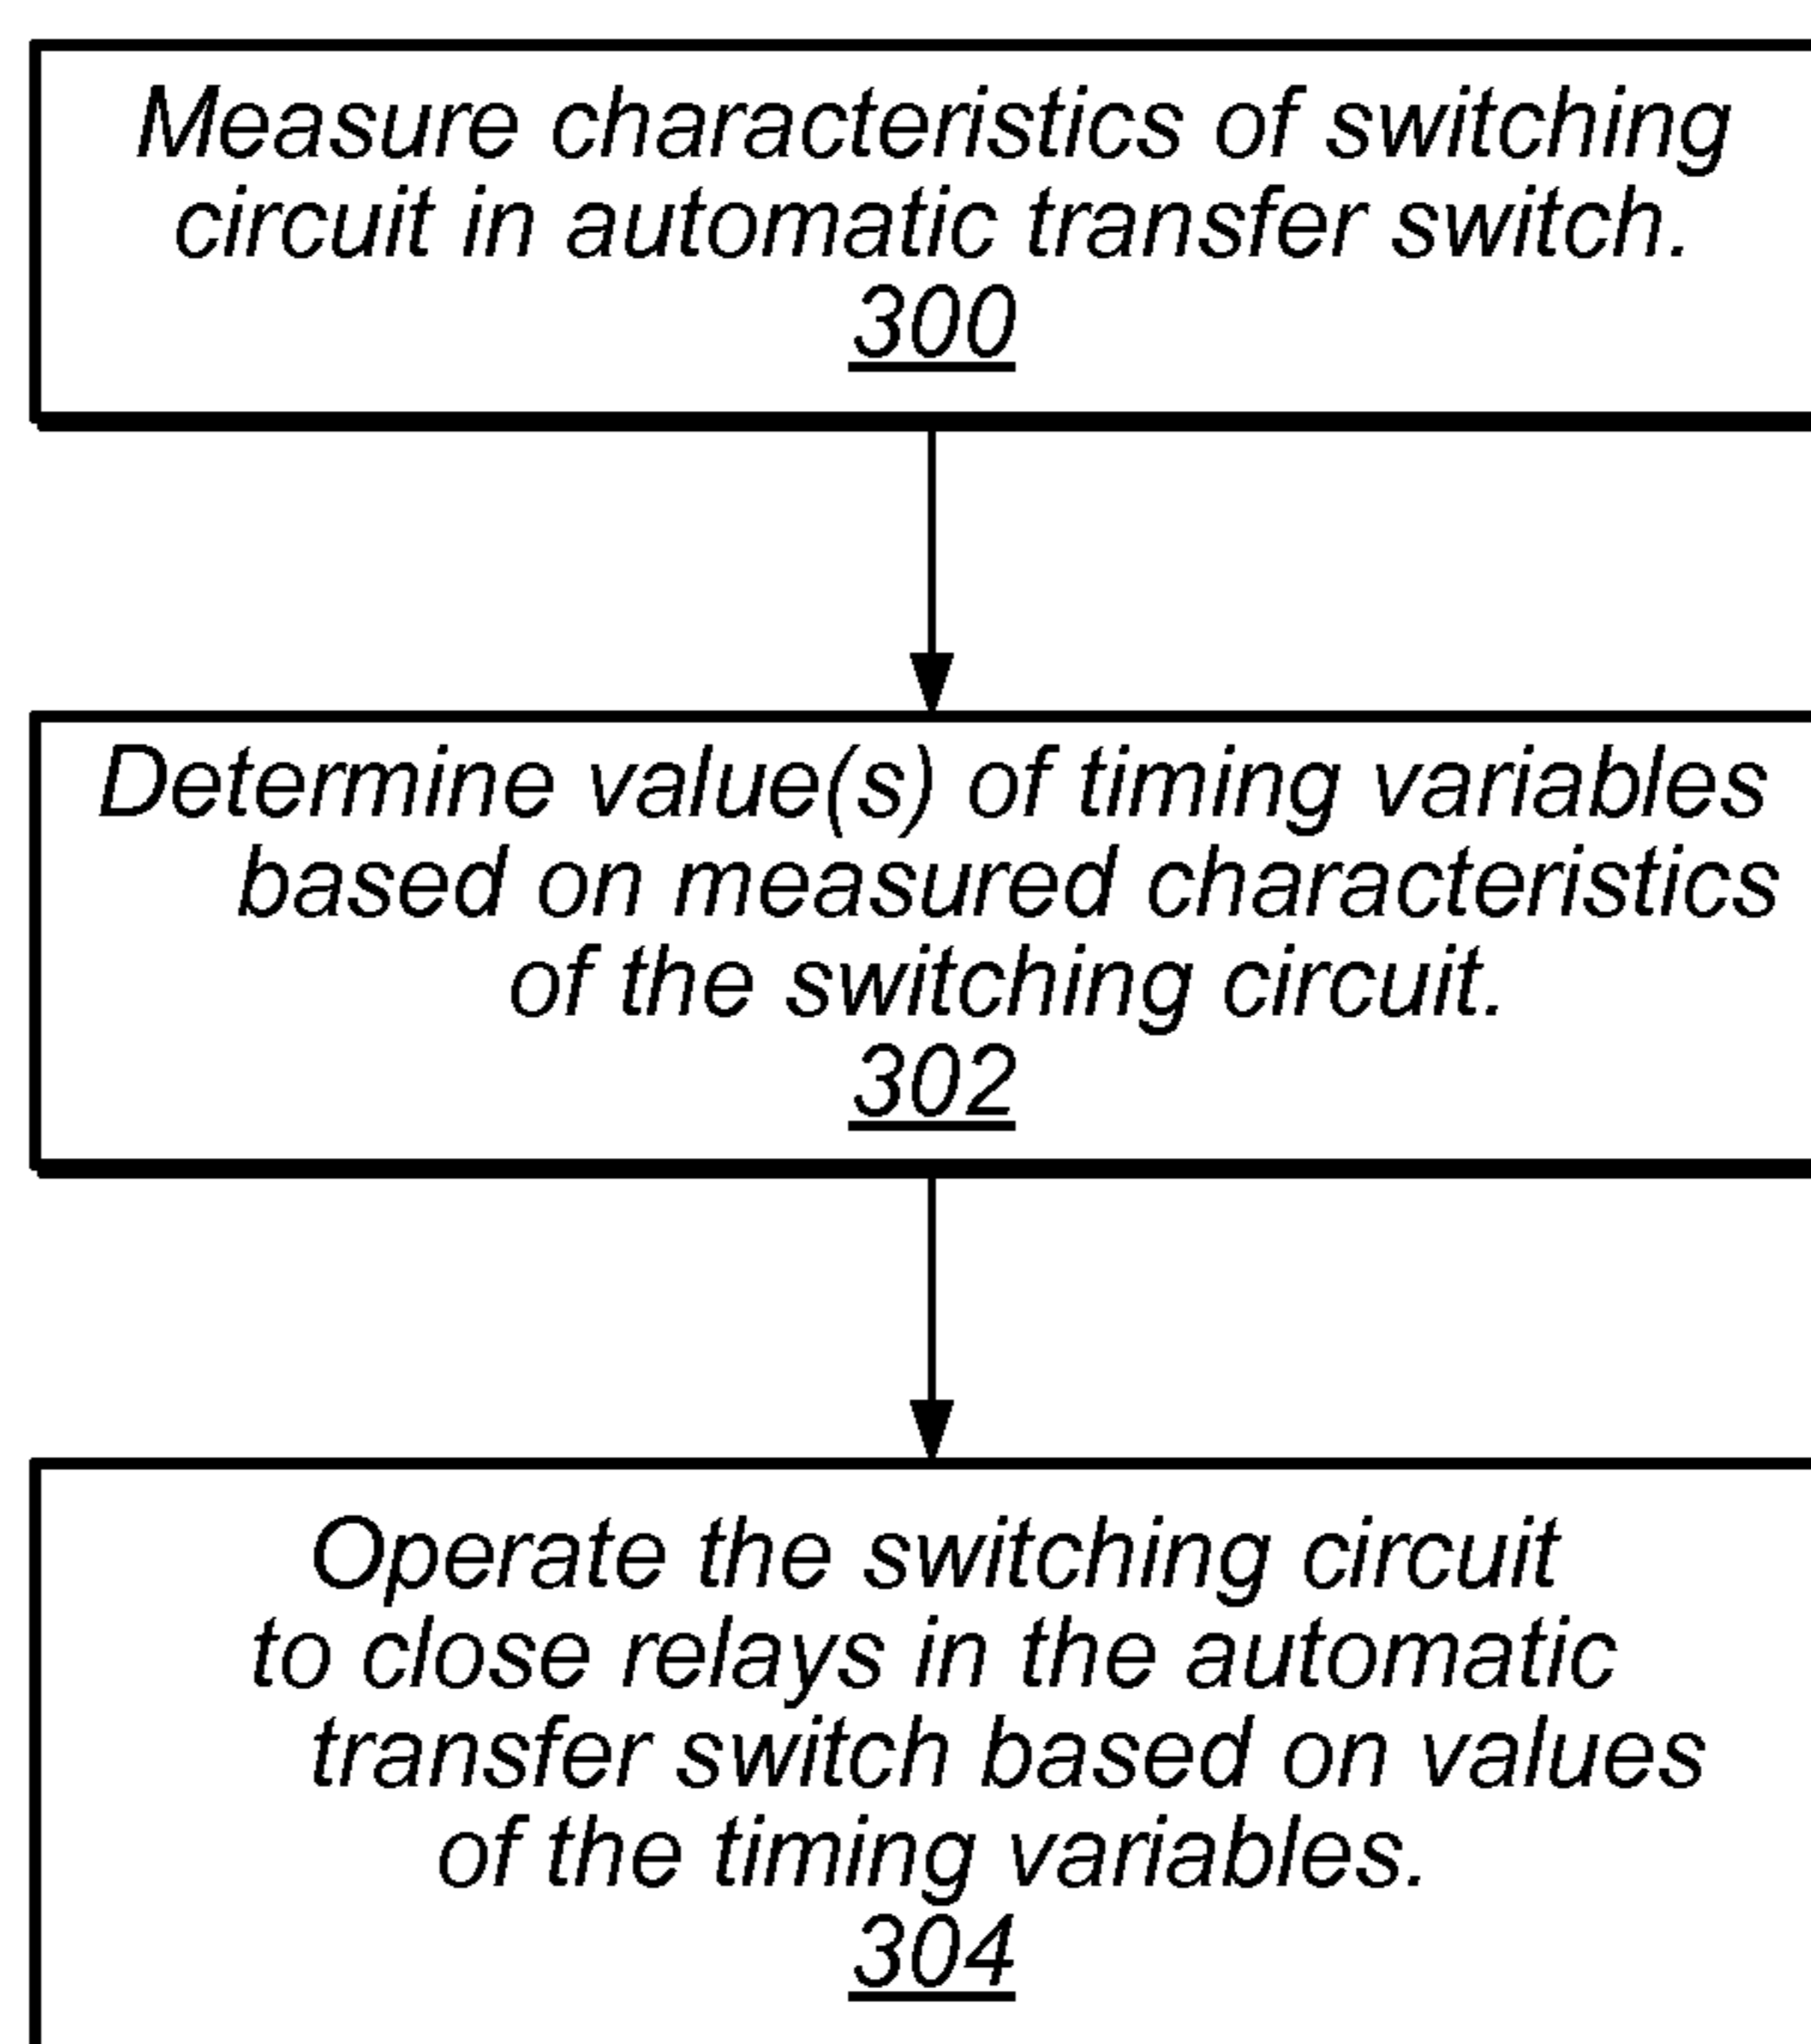 Measure characteristics of switching
circuit in automatic transfer switch.
300
Determine value(s) of timing variables
based on measured characteristics
of the switching circuit.
302
Operate the switching circuit
to close relays in the automatic
transfer switch based on values
of the timing variables.
304